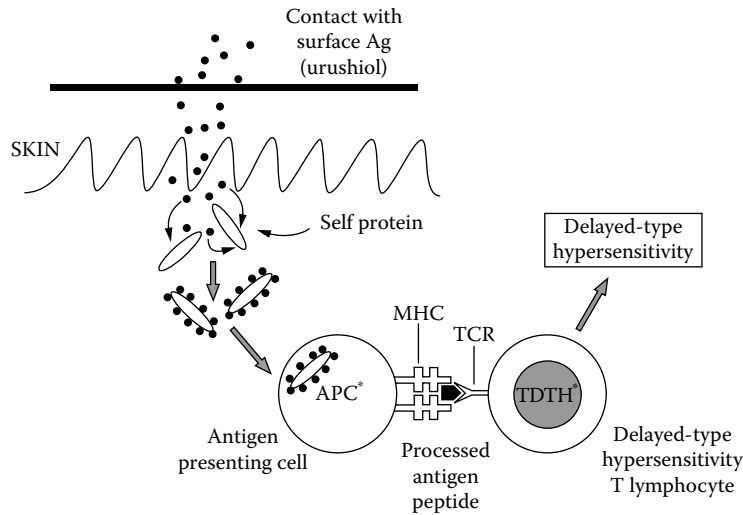 Contact with
surface Ag
(urushiol)
SKIN
Self protein
Delayed-type
hypersensitivity
MHC
TCR
APC*
TDTH*
Antigen
presenting cell
Processed
antigen
peptide
Delayed-type
hypersensitivity
T lymphocyte